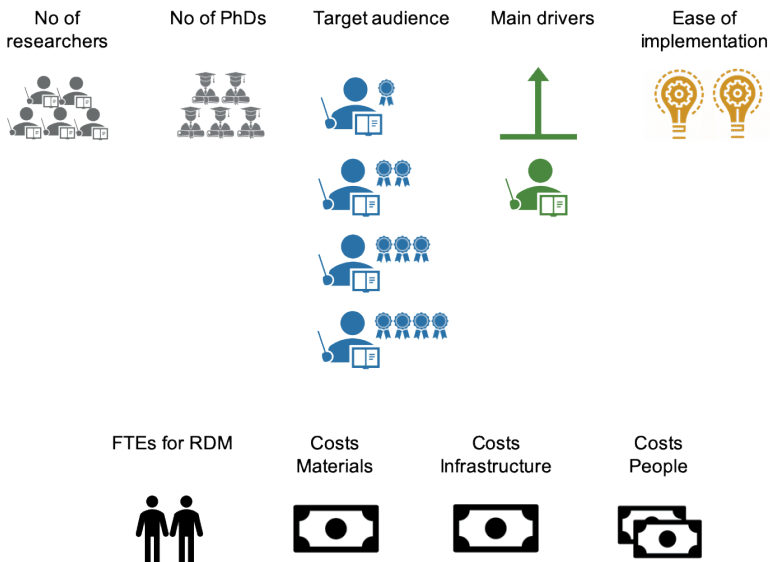 No of
researchers
No of PhDs
Target audience
Main drivers
Ease of
implementation
FTEs for RDM
Costs
Materials
Costs
Infrastructure
Costs
People